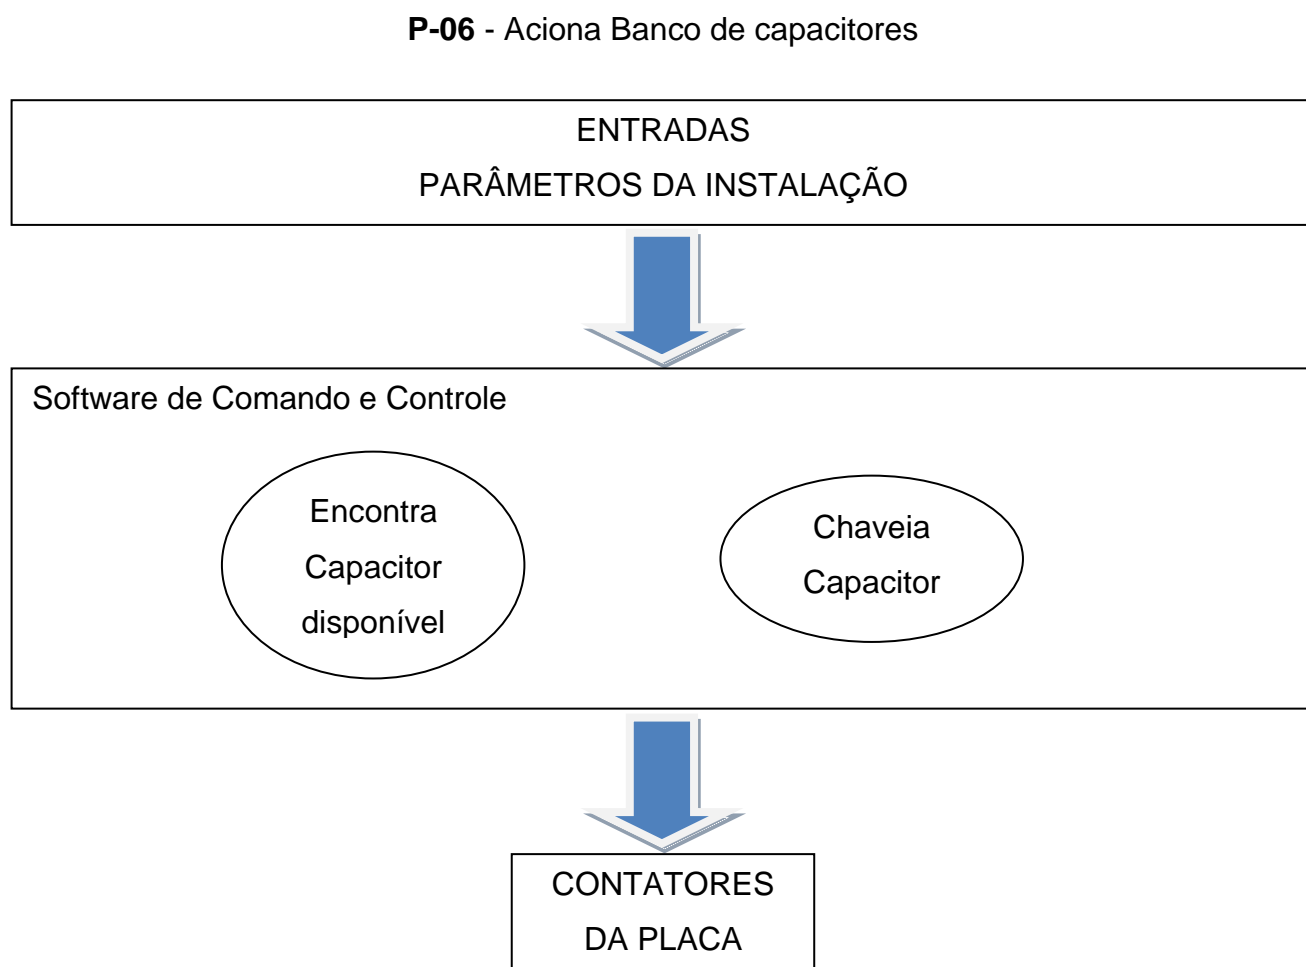 P-06 - Aciona Banco de capacitores
ENTRADAS
PARÂMETROS DA INSTALAÇÃO
Software de Comando e Controle
Encontra
Capacitor
disponível
Chaveia
Capacitor
CONTATORES
DA PLACA